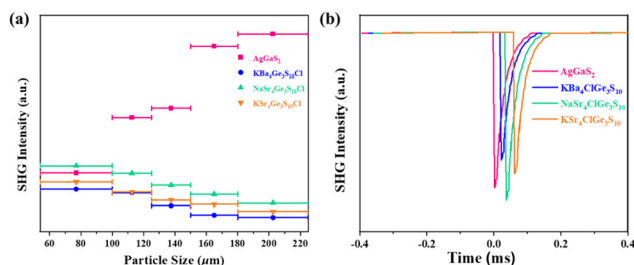 (a)
SHG Intensity (a.u.)
AgGaS2
KBa4Ge3S10Cl
NaSr4Ge3S10Cl
KSr4Ge3S10Cl
100 120 140 160 180 200 220
60 80
Particle Size (μm)
(b)
SHG Intensity (a.u.)
AgGaS2
KBa4ClGe3S10
NaSr4ClGe3S10
KSr4ClGe3S10
-0.4 -0.2 0.0 0.2 0.4
Time (ms)